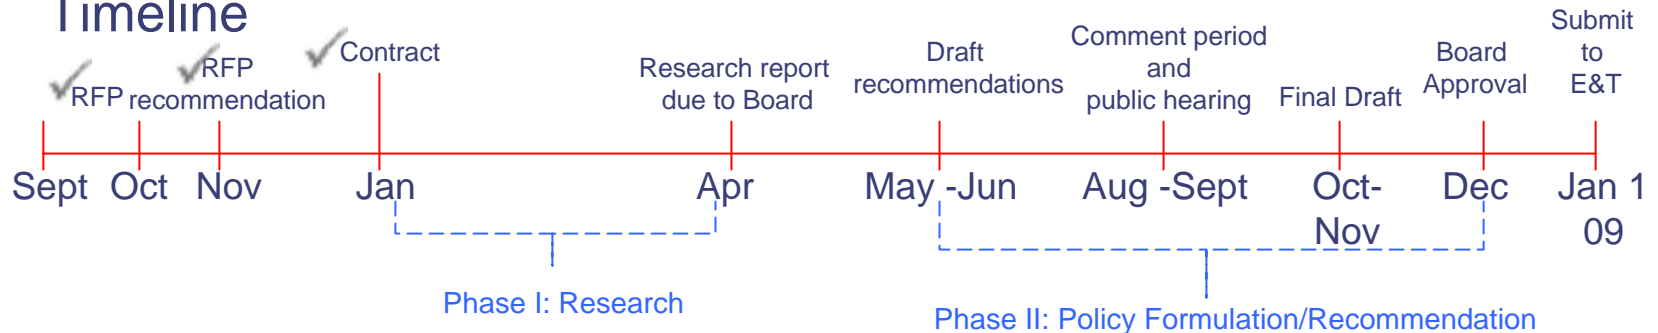 Timeline
RFP
RFP
recommendation
Contract
Research report
due to Board
Draft
recommendations
Comment period
and
public hearing
Final Draft
Board
Approval
Submit
to
E&T
Sept Oct Nov Jan Apr May -Jun Aug -Sept Oct- Dec Jan 1
Nov 09
Phase I: Research
Phase II: Policy Formulation/Recommendation